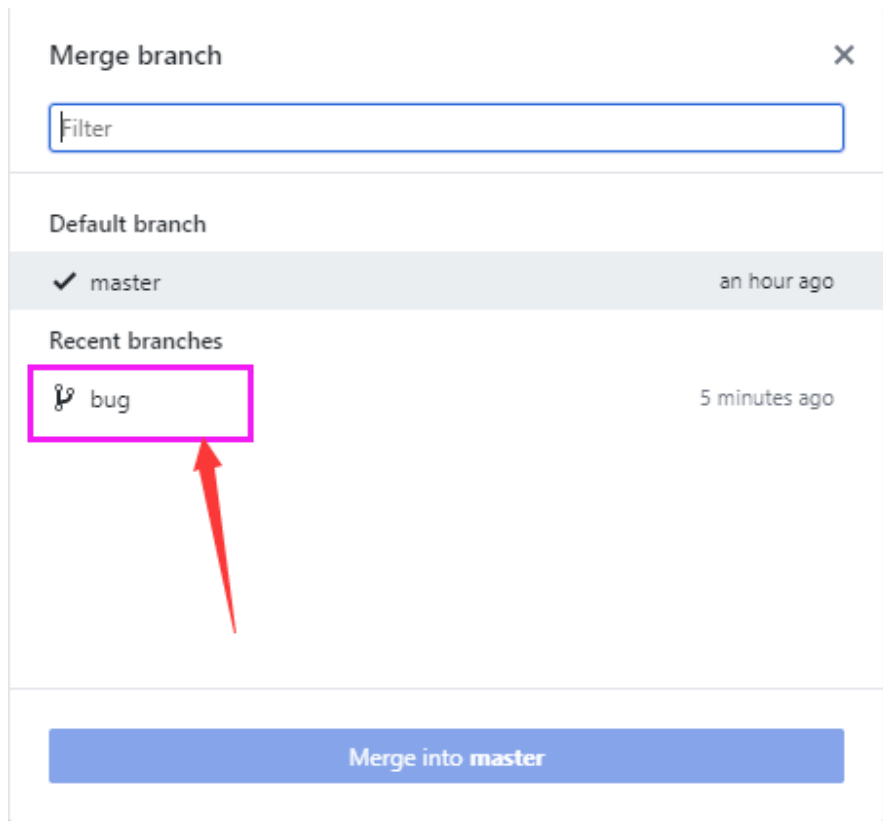 Merge branch
Filter
Default branch
master an hour ago
Recent branches
bug 5 minutes ago
Merge into master